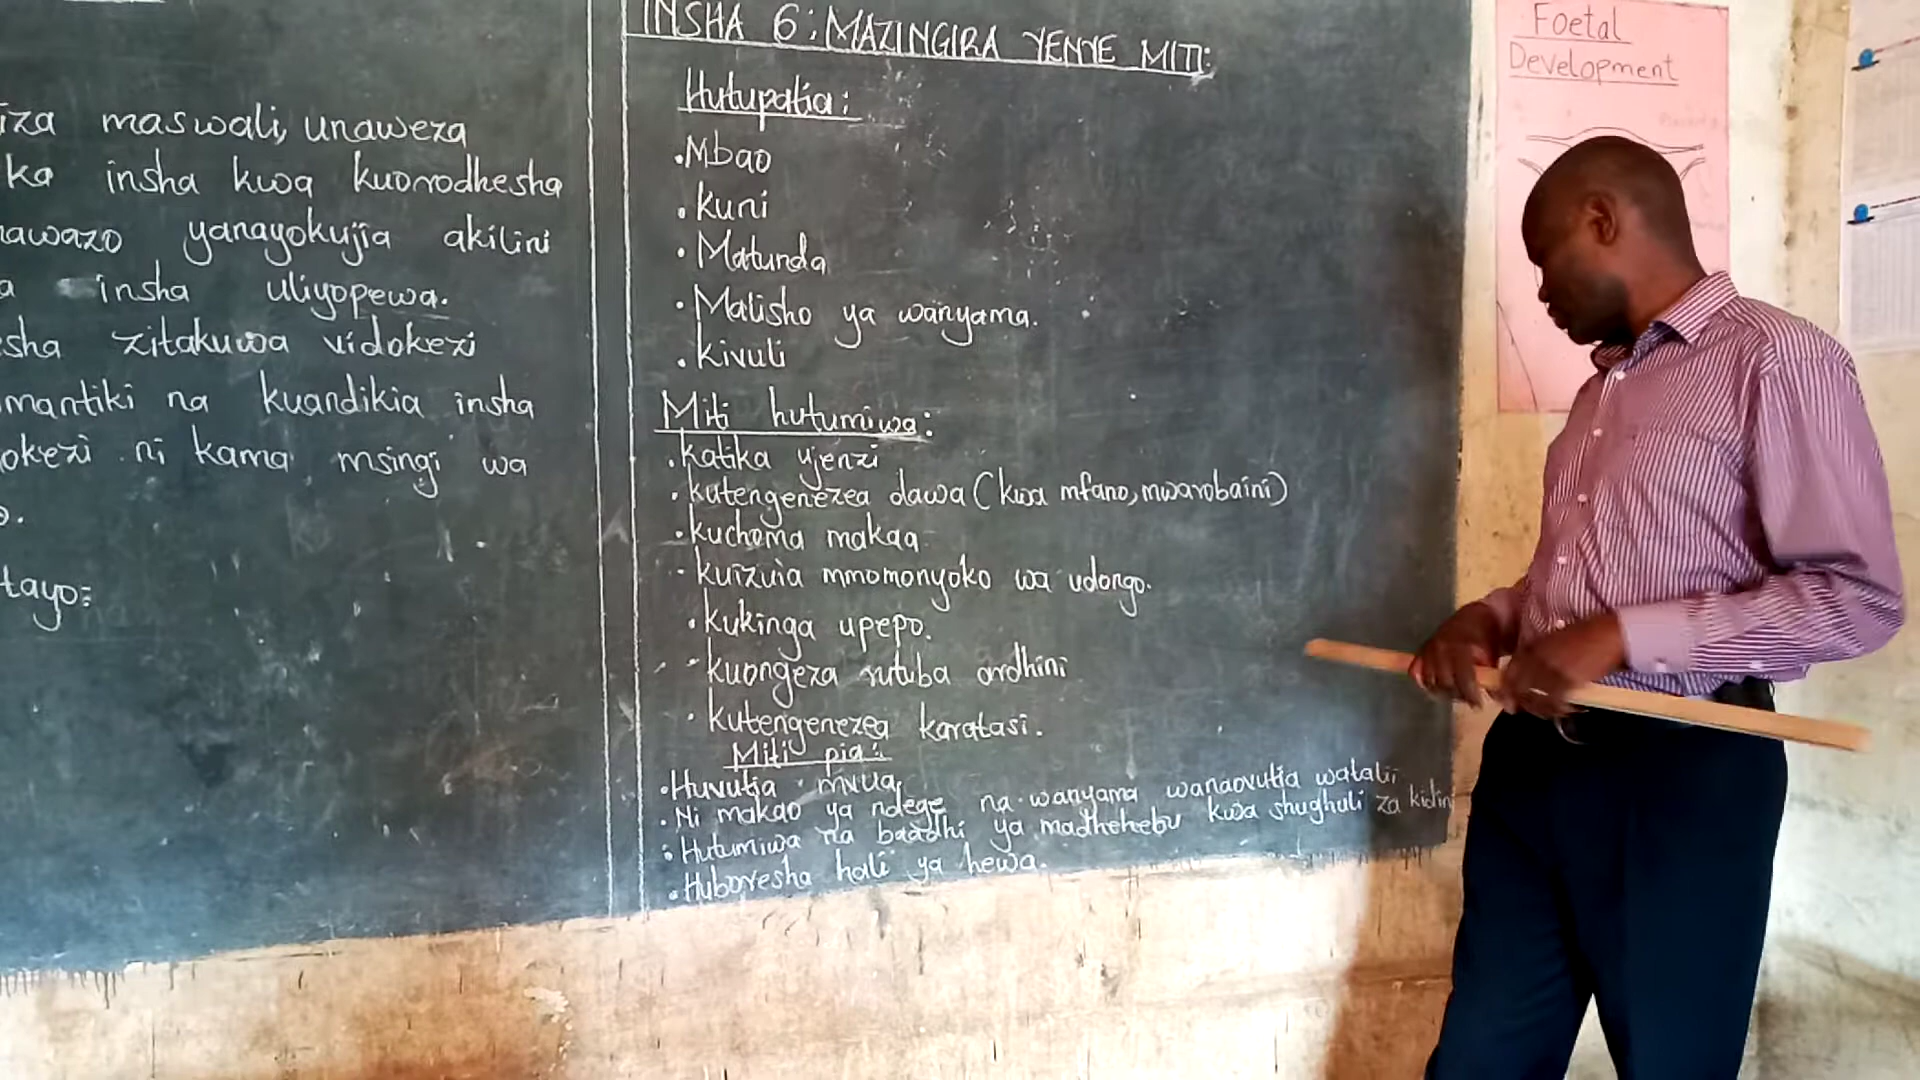 iza maswali, unaweza
ka insha kwa kuorodhesha
mawazo yanayokujia akilini
a insha uliyopewa.
esha zitakuwa vidokezi
mantiki na kuandikia insha
okezi ni kama msingi wa
o.
tayo:
INSHA 6: MAZINGIRA YENYE MITI:
Hutupatia:
• Mbao
• Kuni
• Matunda
• Malisho ya wanyama.
• Kivuli
Miti hutumiwa:
• Katika ujenzi
• Kutengenezea dawa (kwa mfano, mwarobaini)
• Kuchoma makaa
• Kuizuia mmomonyoko wa udongo.
• Kukinga upepo.
• Kuongeza rutuba ardhini
• Kutengenezea karatasi.
Miti pia:
• Huvutia mvua
• Ni makao ya ndege na wanyama wanaovutia watalii
• Hutumiwa na baadhi ya madhehebu kwa shughuli za kidini
• Huboresha hali ya hewa.
Foetal
Development